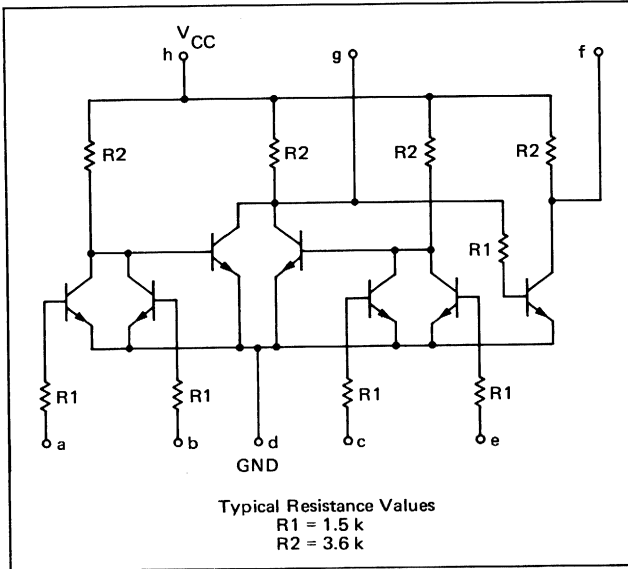 V CC
h
g
f
R2
R2
R2
R2
R1
R1
R1
R1
R1
a
b
d
c
e
GND
Typical Resistance Values
R1 = 1.5 k
R2 = 3.6 k